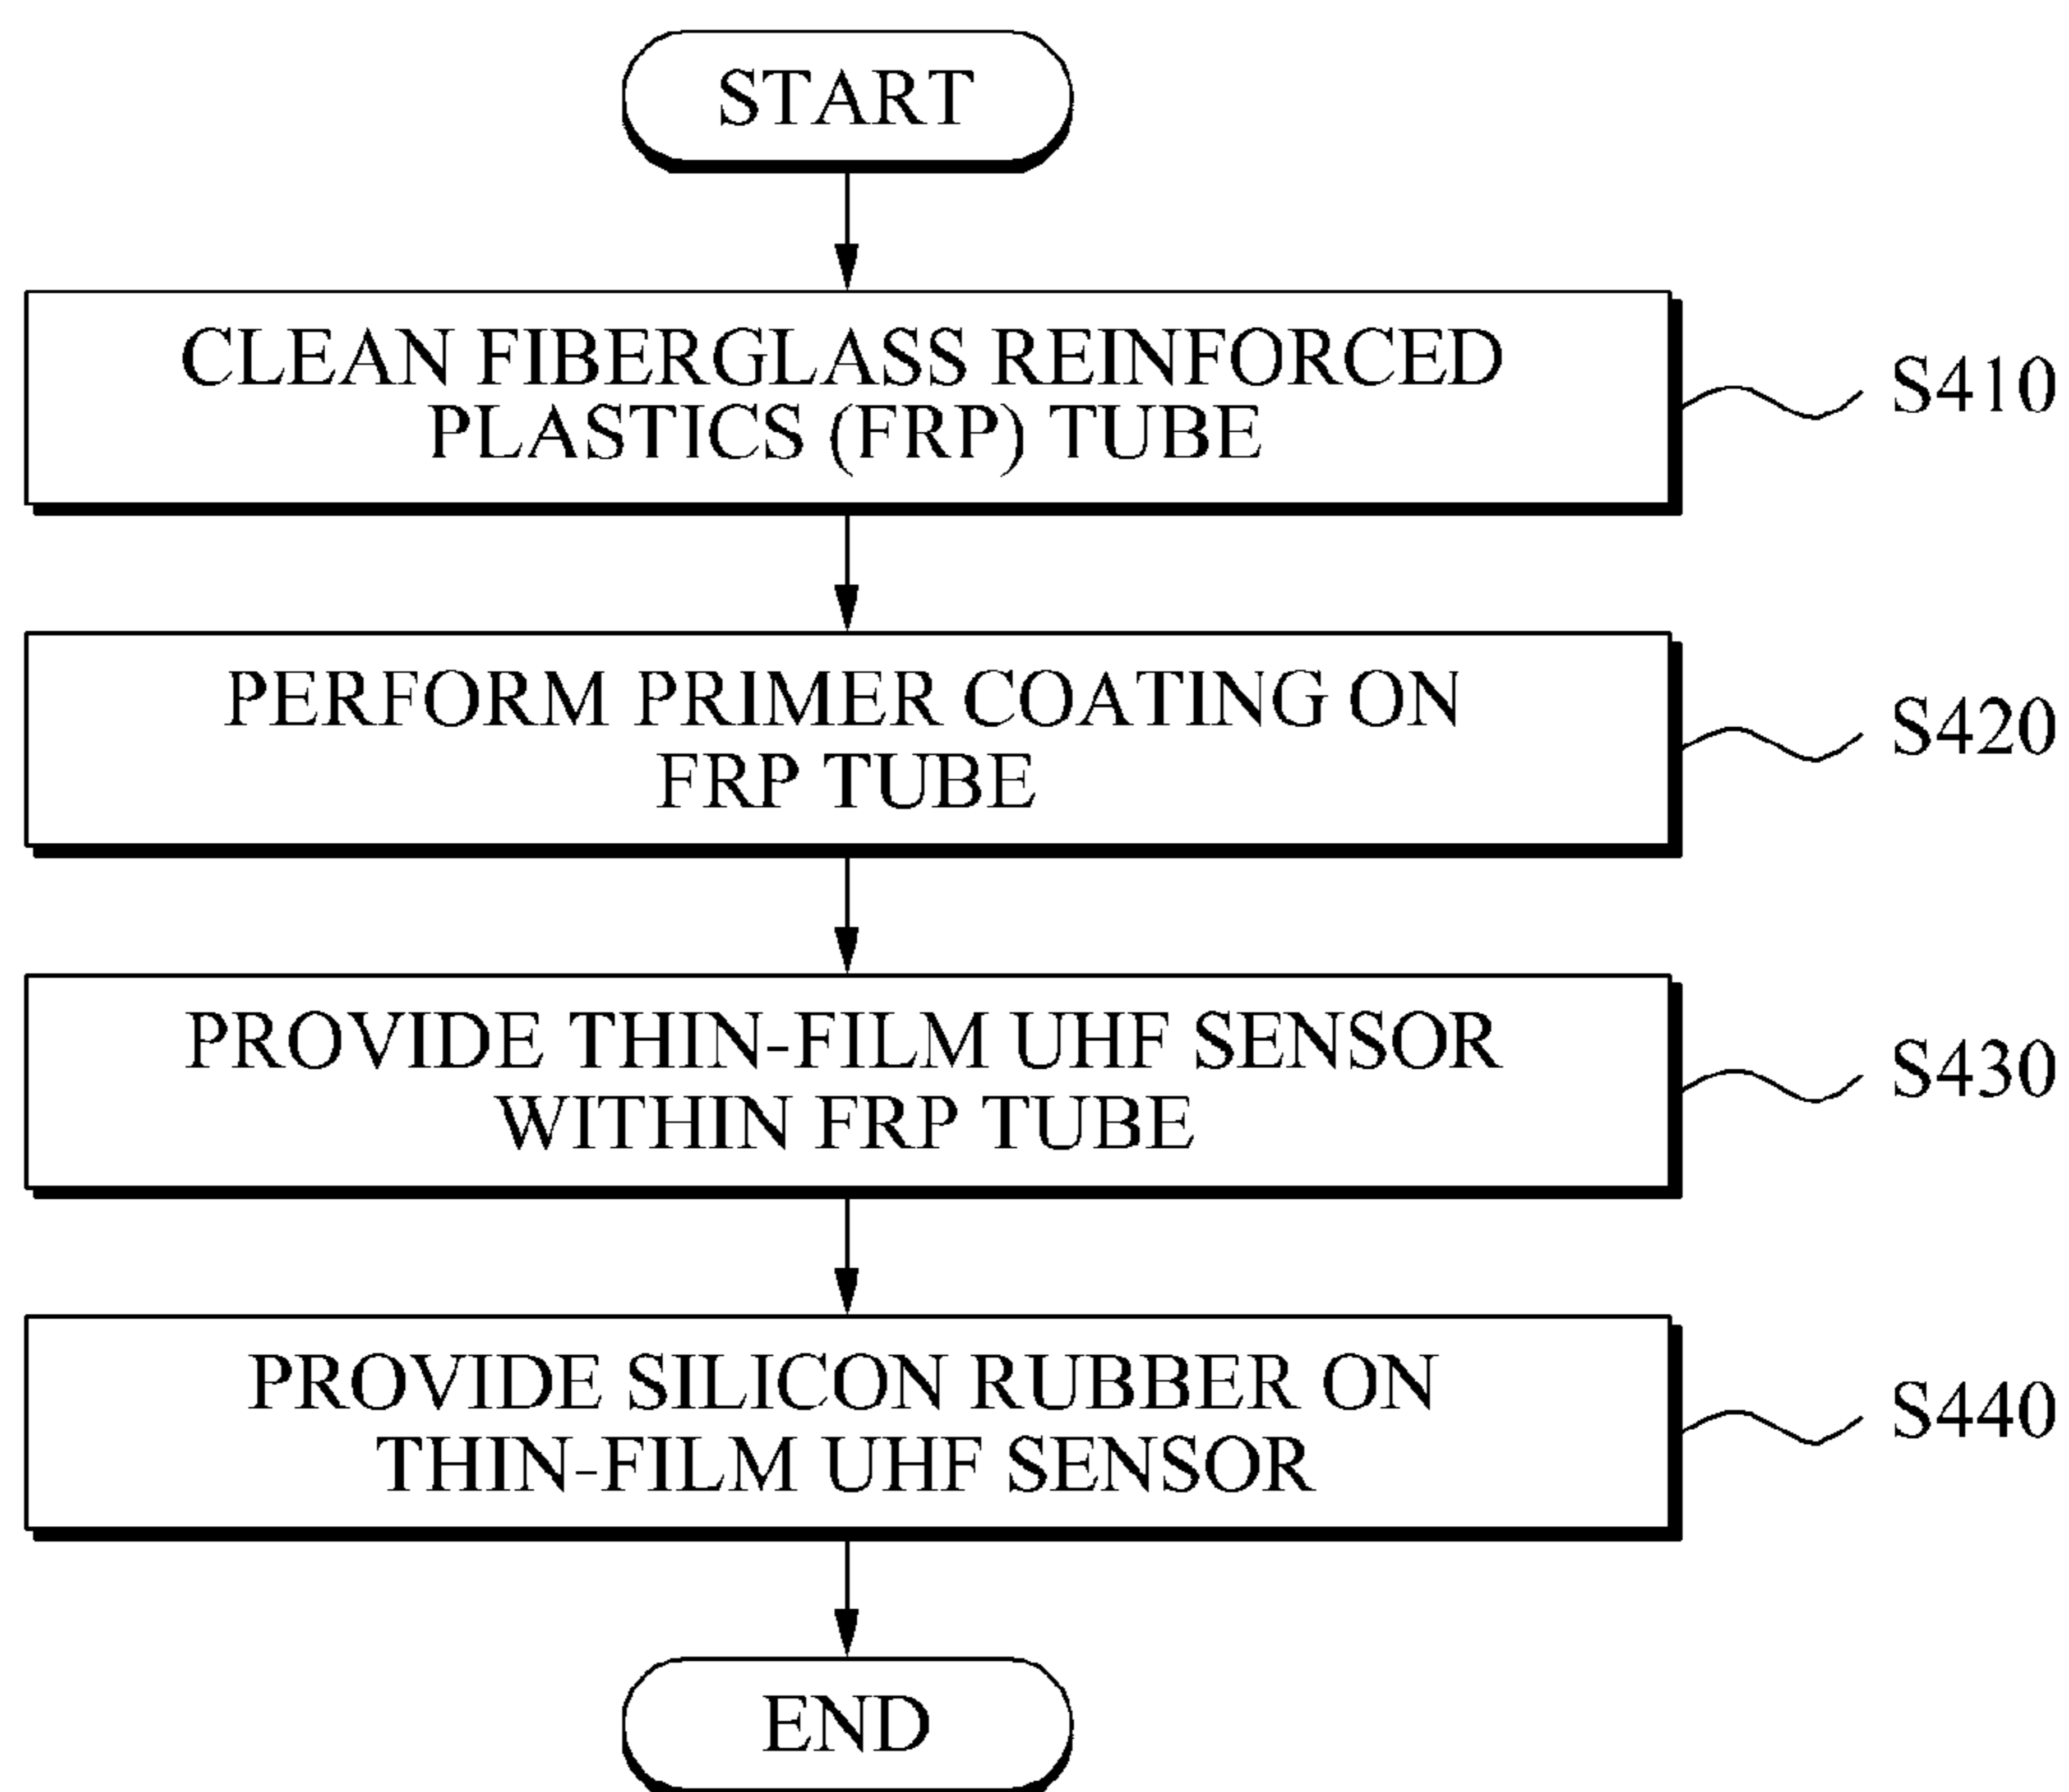 START
CLEAN FIBERGLASS REINFORCED
PLASTICS (FRP) TUBE
S410
PERFORM PRIMER COATING ON
FRP TUBE
S420
PROVIDE THIN-FILM UHF SENSOR
WITHIN FRP TUBE
S430
PROVIDE SILICON RUBBER ON
THIN-FILM UHF SENSOR
S440
END